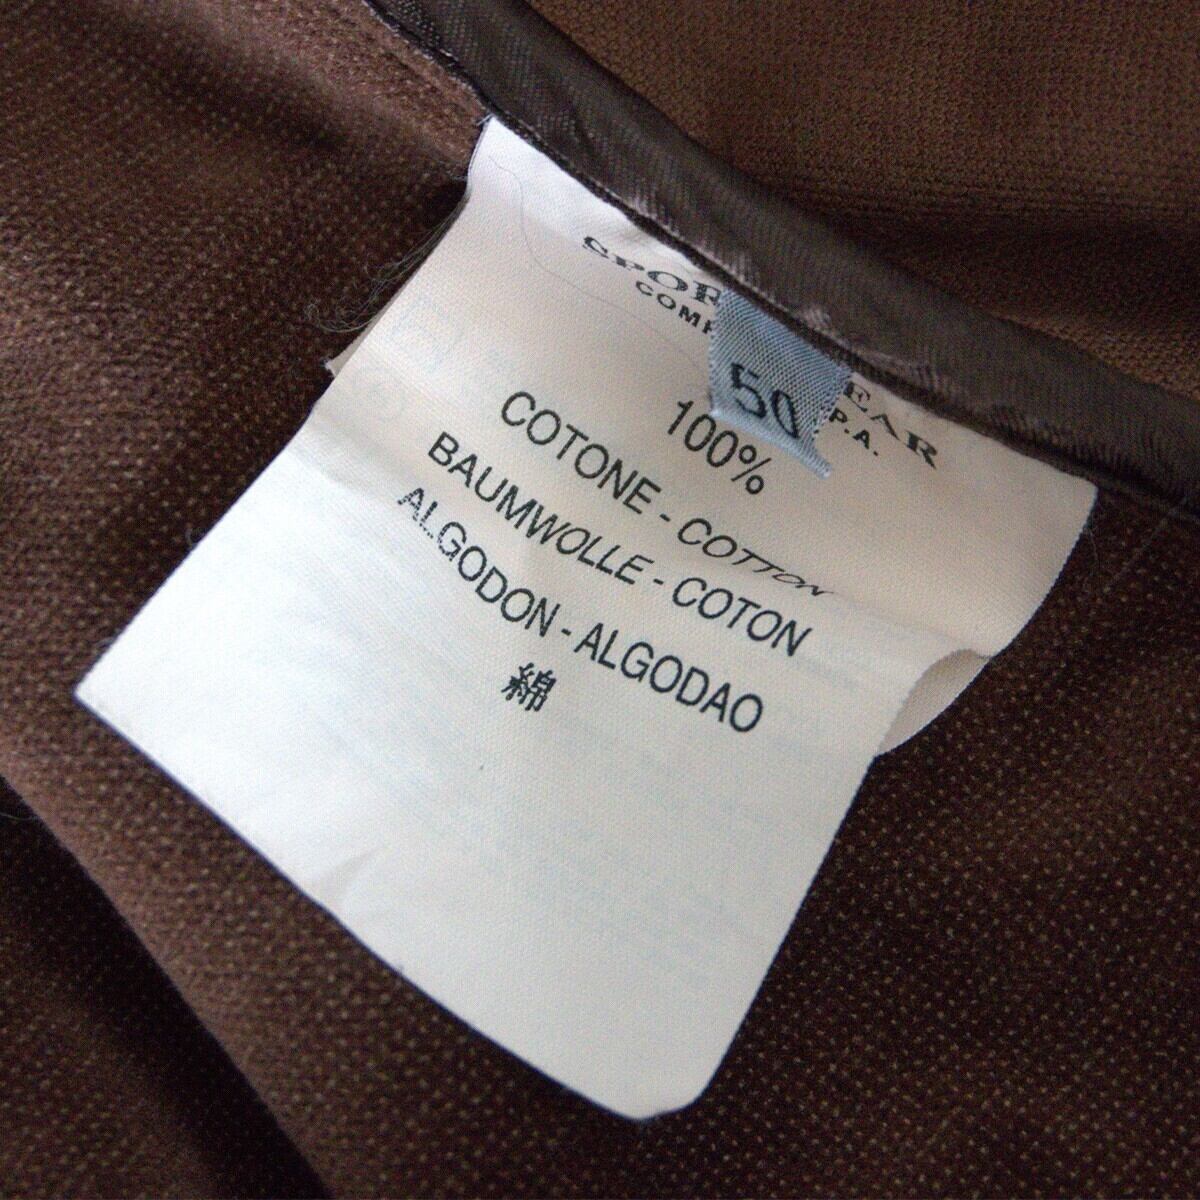 50
100%
COTONE - COTTON
BAUMWOLLE - COTON
ALGODON - ALGODAO
綿